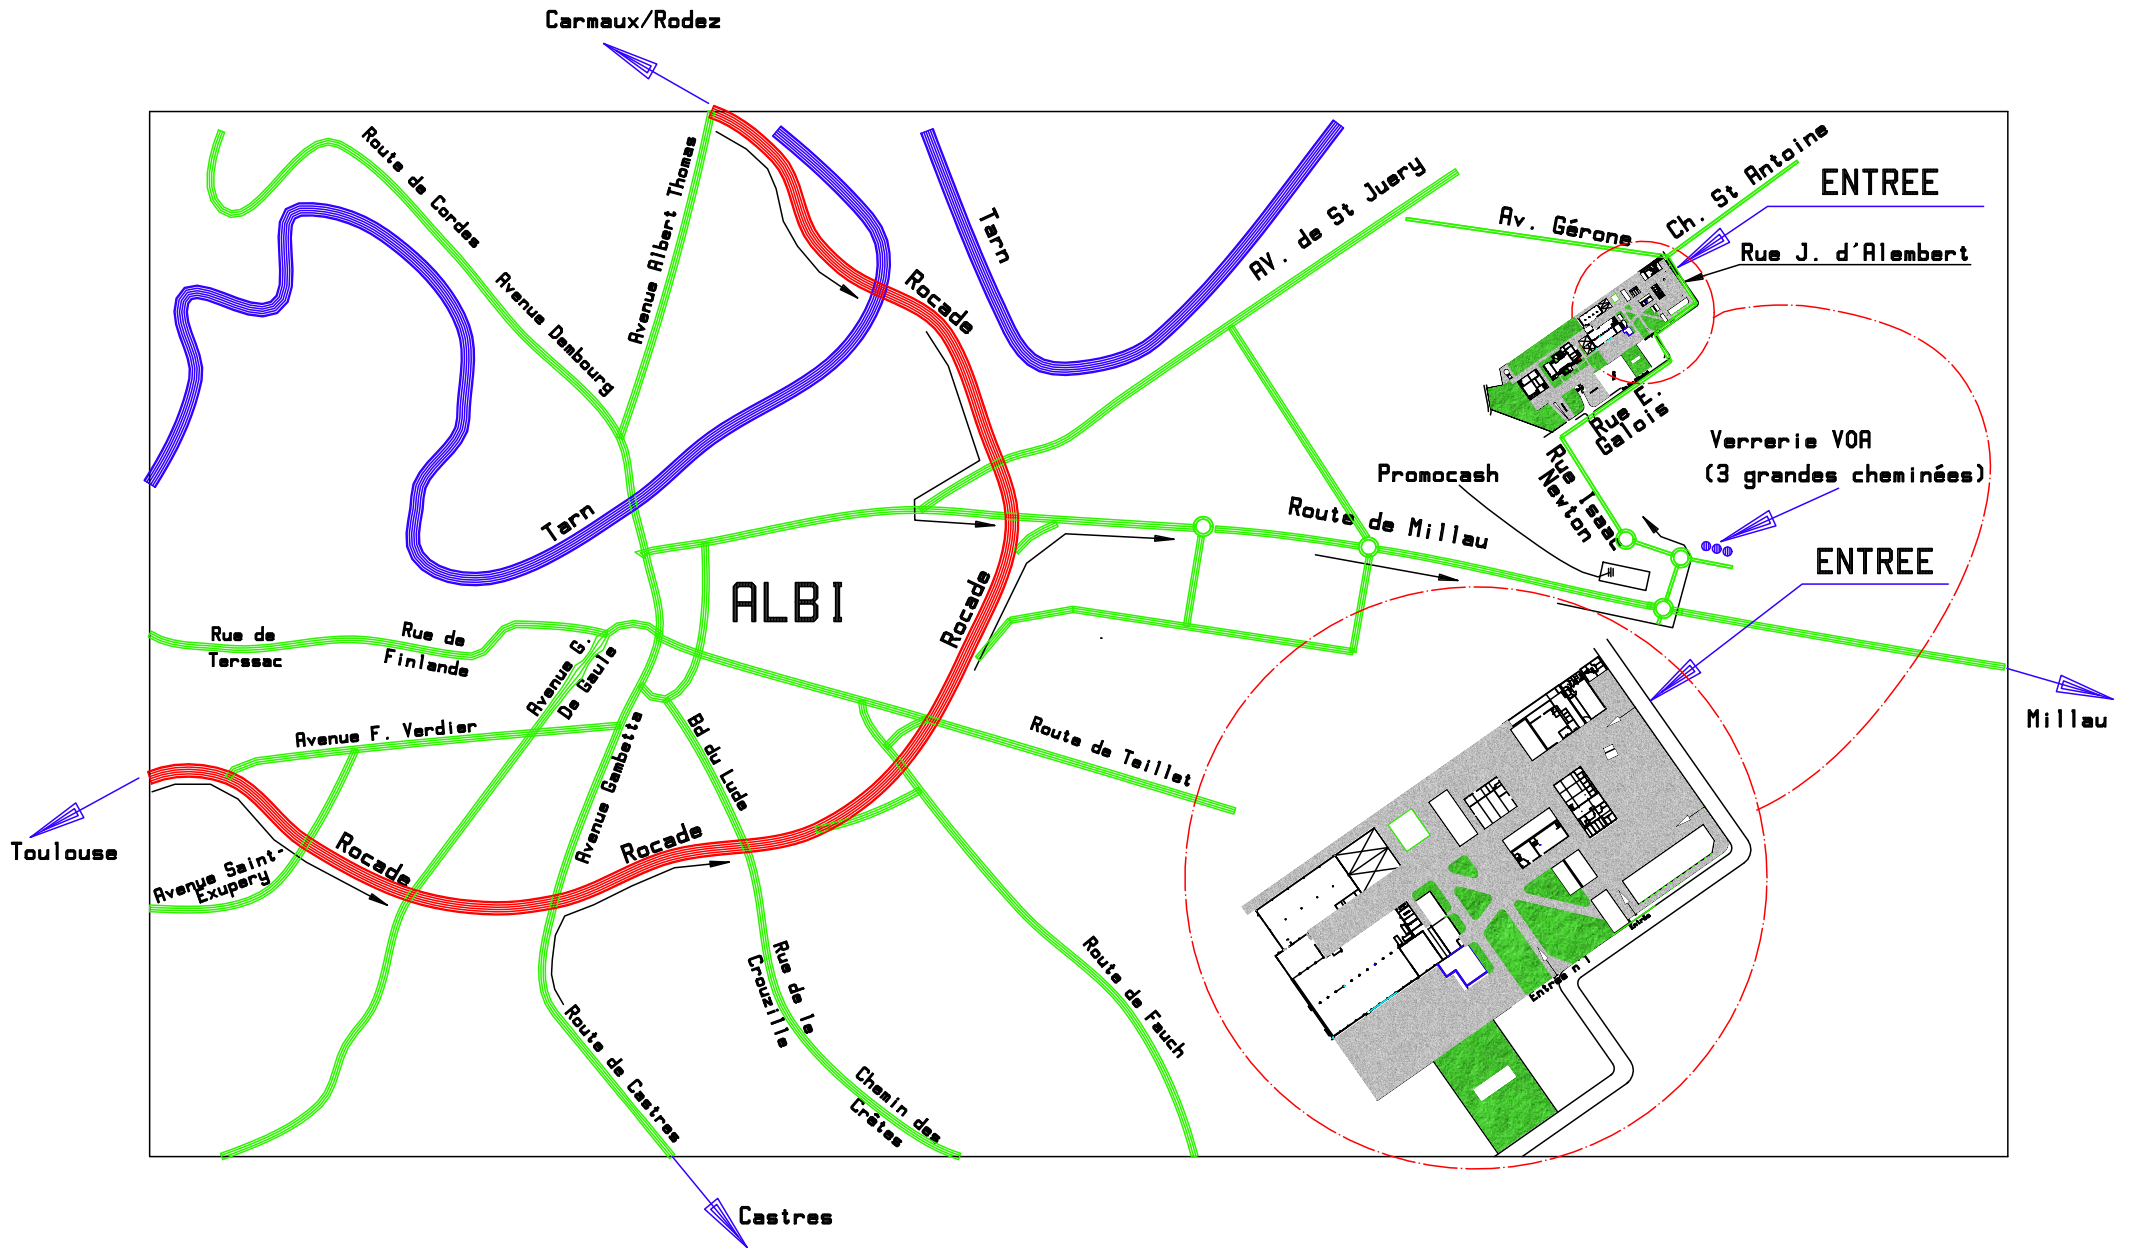 Carmaux/Rodez
Route de Cordes
Avenue Albert Thomas
Avenue Dembourg
Rocade
Tarn
AV. de St Juery
Av. Gérone
Ch. St Antoine
ENTREE
Rue J. d'Alembert
Rue E.
Galois
Verrerie VOA
(3 grandes cheminées)
Promocash
Rue Isaac
Newton
Route de Millau
ENTREE
Tarn
ALBI
Rocade
Rue de
Terssac
Rue de
Finlande
Avenue G.
De Gaule
Avenue F. Verdier
Avenue Gambetta
Bd du Lude
Route de Teillet
Millau
Toulouse
Avenue Saint-
Exupery
Rocade
Rocade
Rue de la
Crouzille
Route de Fauch
Route de Castres
Chemin des
Crêtes
Entrée
Entrée n 1
Castres